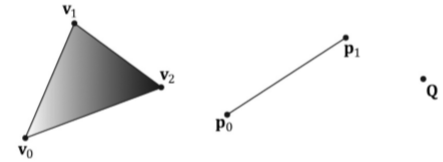 v₁
v₂
v₀
p₁
p₀
Q